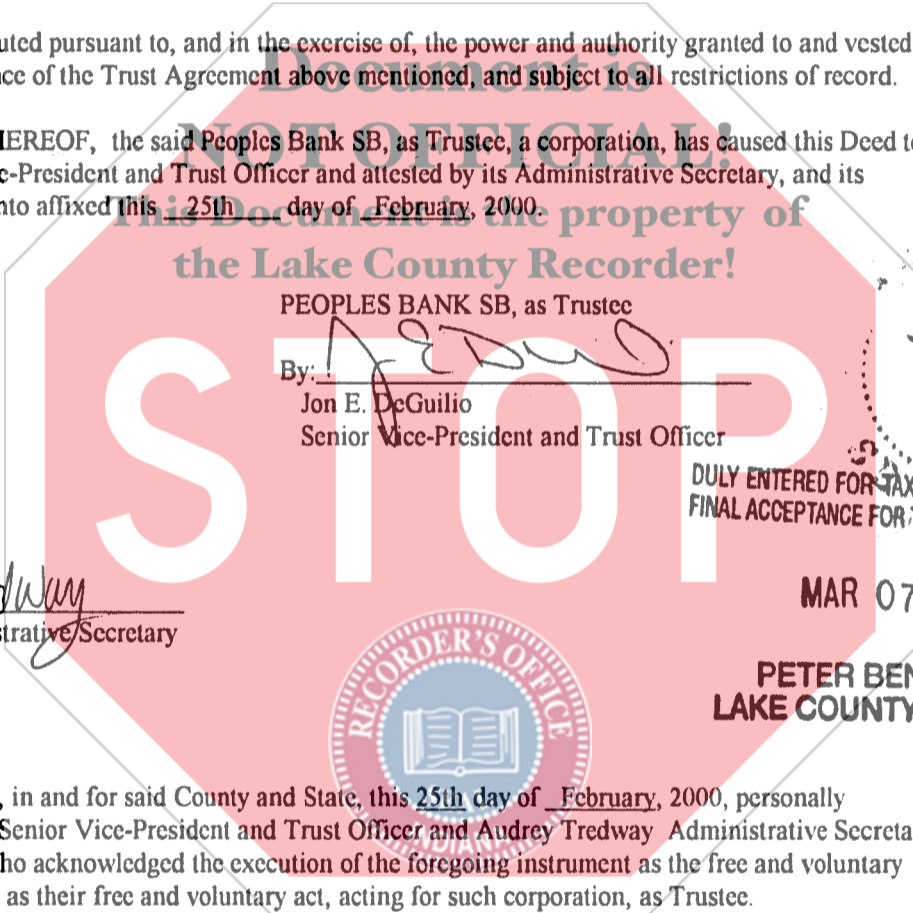 uted pursuant to, and in the exercise of, the power and authority granted to and vested
ce of the Trust Agreement above mentioned, and subject to all restrictions of record.
Document is
NOT OFFICIAL!
This Document is the property of
the Lake County Recorder!
HEREOF, the said Peoples Bank SB, as Trustee, a corporation, has caused this Deed to
e-President and Trust Officer and attested by its Administrative Secretary, and its
nto affixed this 25th day of February, 2000.
PEOPLES BANK SB, as Trustee
By:
Jon E. DeGuilio
Senior Vice-President and Trust Officer
STOP
DULY ENTERED FOR TAX
FINAL ACCEPTANCE FOR
MAR 07
dway
strative Secretary
PETER BEN
LAKE COUNTY
RECORDER'S OFFICE
INDIANA
, in and for said County and State, this 25th day of February, 2000, personally
Senior Vice-President and Trust Officer and Audrey Tredway Administrative Secreta
ho acknowledged the execution of the foregoing instrument as the free and voluntary
as their free and voluntary act, acting for such corporation, as Trustee.